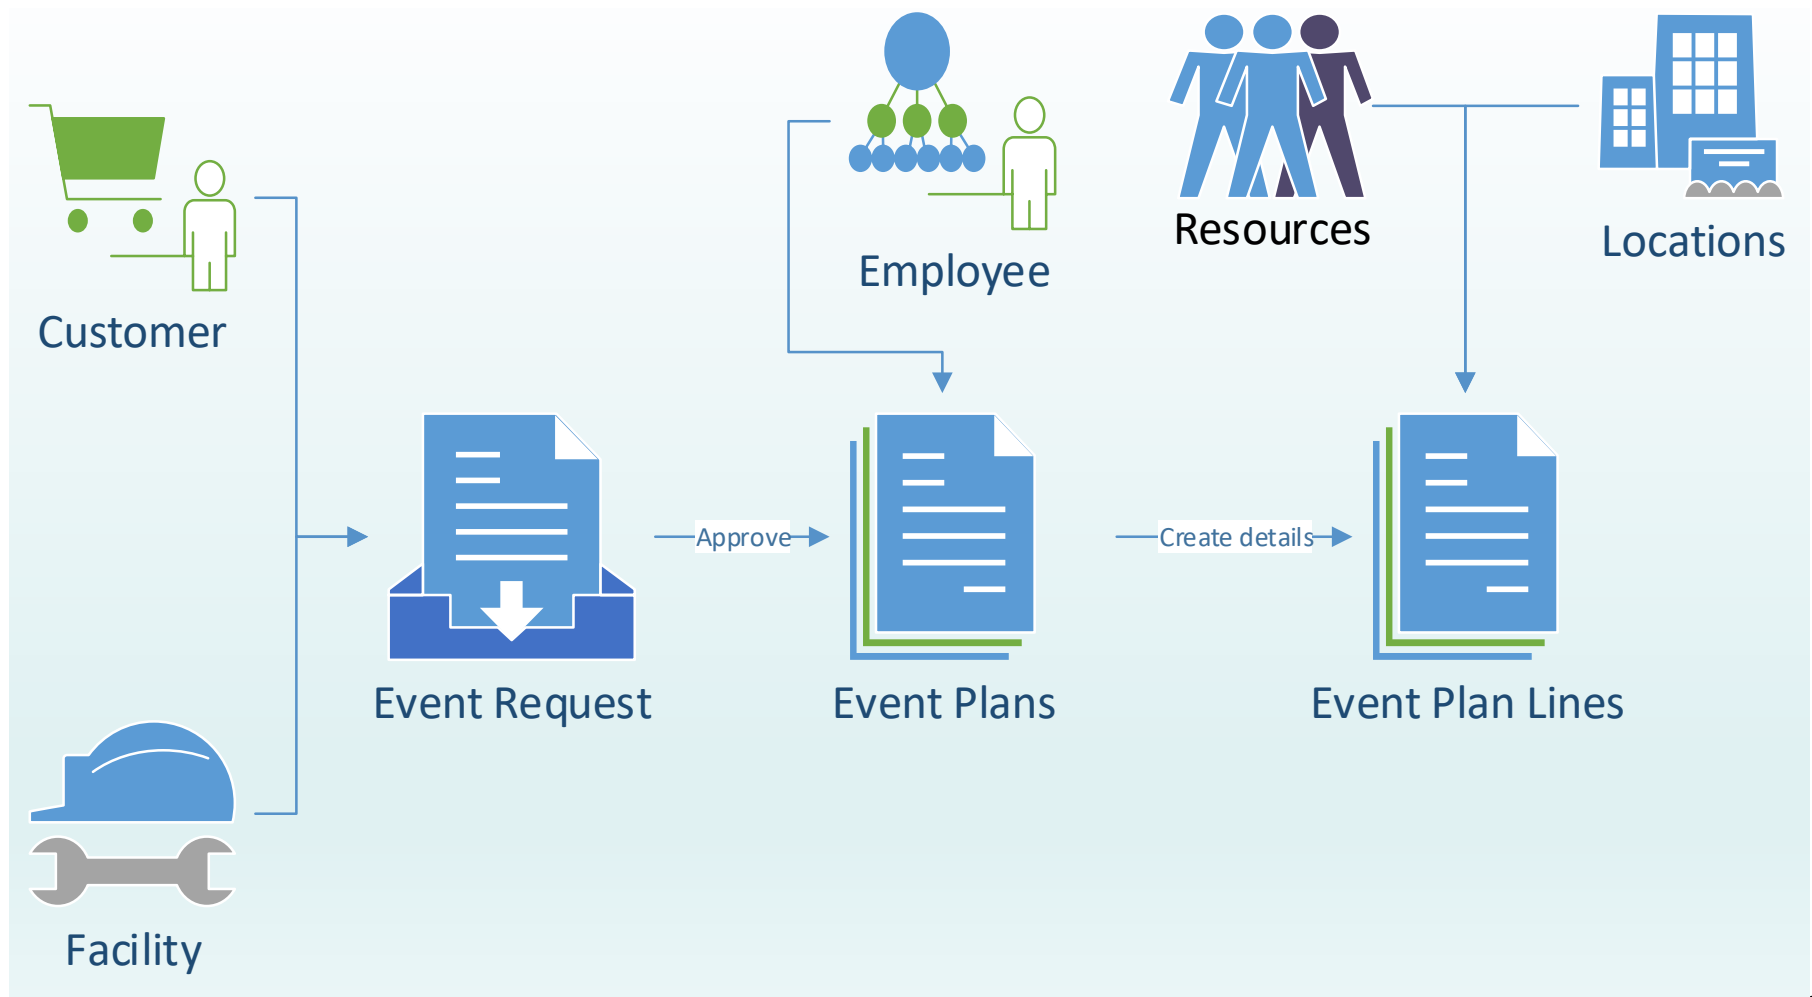 Customer
Employee
Resources
Locations
Event Request
Approve
Event Plans
Create details
Event Plan Lines
Facility